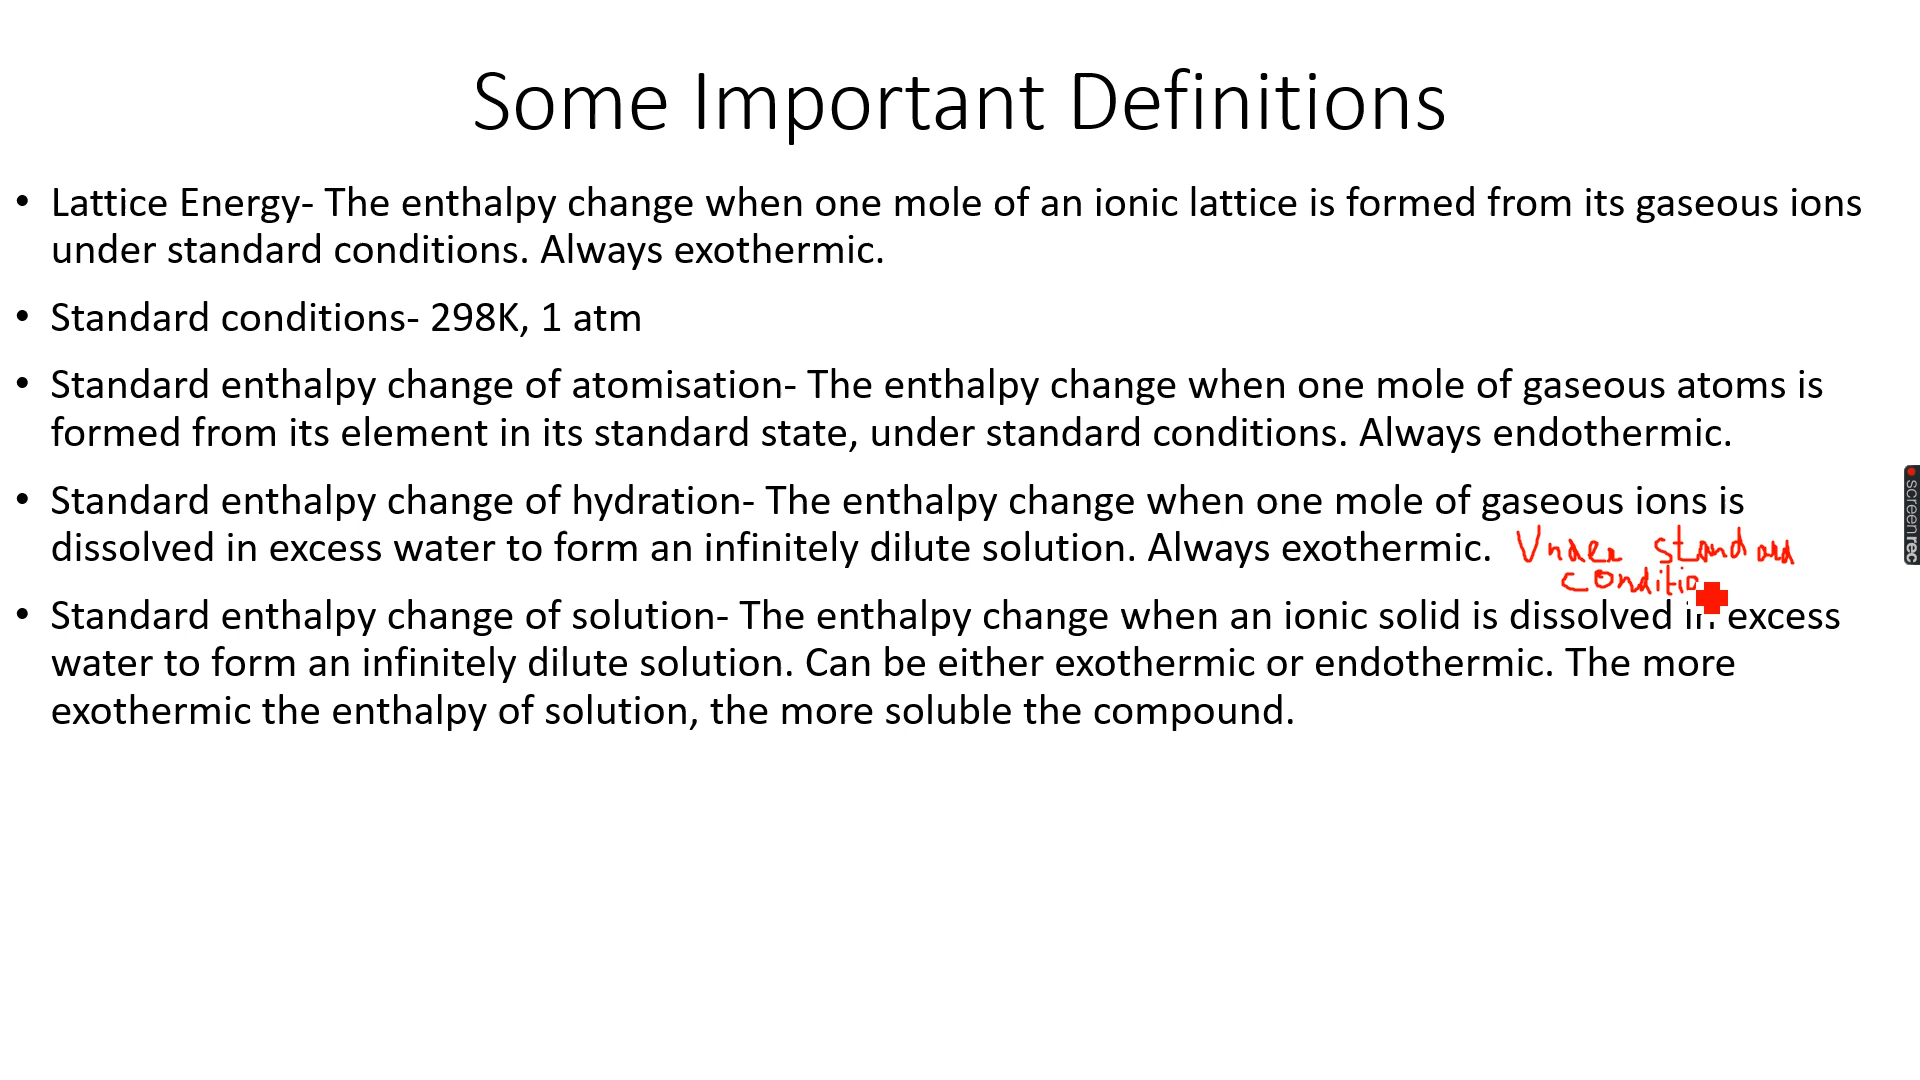 Some Important Definitions
• Lattice Energy- The enthalpy change when one mole of an ionic lattice is formed from its gaseous ions
under standard conditions. Always exothermic.
• Standard conditions- 298K, 1 atm
• Standard enthalpy change of atomisation- The enthalpy change when one mole of gaseous atoms is
formed from its element in its standard state, under standard conditions. Always endothermic.
• Standard enthalpy change of hydration- The enthalpy change when one mole of gaseous ions is
dissolved in excess water to form an infinitely dilute solution. Always exothermic. Under standard
conditio
• Standard enthalpy change of solution- The enthalpy change when an ionic solid is dissolved in excess
water to form an infinitely dilute solution. Can be either exothermic or endothermic. The more
exothermic the enthalpy of solution, the more soluble the compound.
screenrec